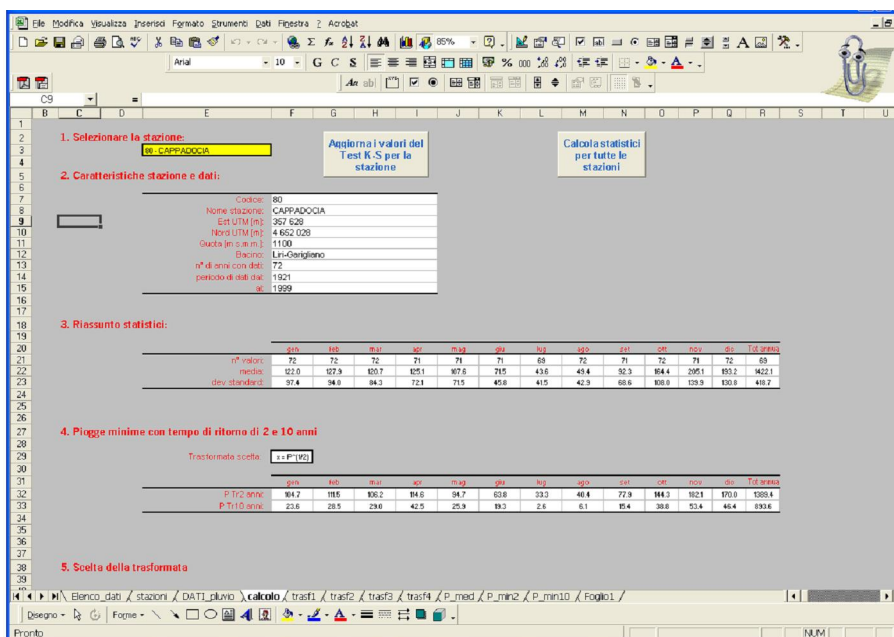 File Modifica Visualizza Inserisci Formato Strumenti Dati Finestra ? Acrobat
85%
Arial 10 G C S % 000
C9 =
B C D E F G H I J K L M N O P Q R S T U
1. Selezionare la stazione:
80 - CAPPADOCIA
Aggiorna i valori del Test K-S per la stazione
Calcola statistici per tutte le stazioni
2. Caratteristiche stazione e dati:
Codice: 80
Nome stazione: CAPPADOCIA
Est UTM [m]: 357 628
Nord UTM [m]: 4 652 028
Quota [m s.m.m.]: 1100
Bacino: Liri-Garigliano
n° di anni con dati: 72
periodo di dati dal: 1921
al: 1999
3. Riassunto statistici:
gen feb mar apr mag giu lug ago set ott nov dic Tot annua
n° valori: 72 72 72 71 71 71 69 72 71 72 71 72 69
media: 122.0 127.9 120.7 125.1 107.6 71.5 43.6 49.4 92.3 164.4 205.1 193.2 1422.1
dev standard: 97.4 94.0 84.3 72.1 71.5 45.8 41.5 42.9 68.6 108.0 139.9 130.8 418.7
4. Piogge minime con tempo di ritorno di 2 e 10 anni
Trasformata scelta: z = P^(1/2)
gen feb mar apr mag giu lug ago set ott nov dic Tot annua
P Tr2 anni: 104.7 111.5 106.2 114.6 94.7 63.8 33.3 40.4 77.9 144.3 182.1 170.0 1389.4
P Tr10 anni: 23.6 28.5 29.0 42.5 25.9 19.3 2.6 6.1 15.4 38.8 53.4 46.4 893.6
5. Scelta della trasformata
Elenco_dati / stazioni / DATI_pluvio \ calcolo / trasf1 / trasf2 / trasf3 / trasf4 / P_med / P_min2 / P_min10 / Foglio1 /
Disegno Forme
Pronto NUM